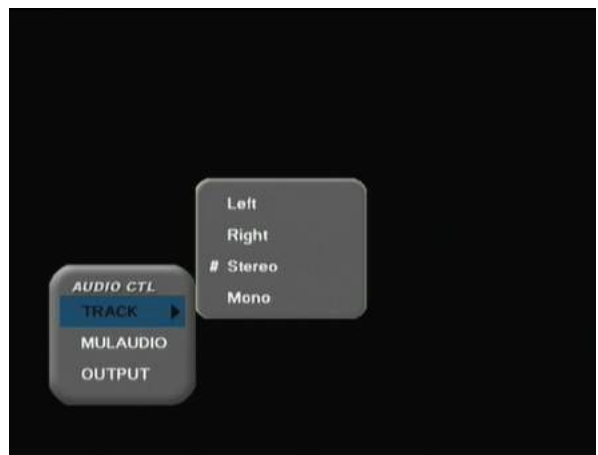 Left
Right
# Stereo
Mono
AUDIO CTL
TRACK
MULAUDIO
OUTPUT